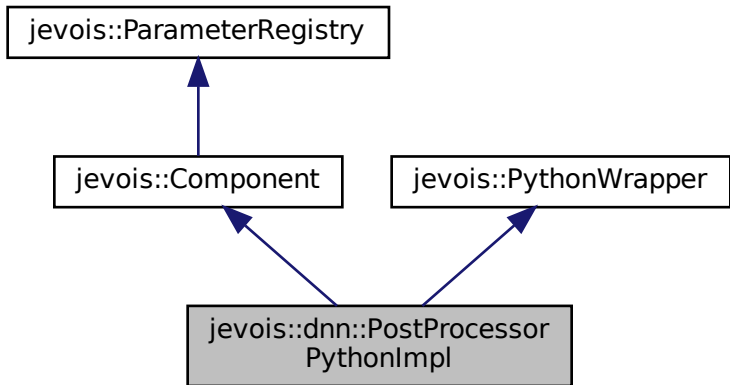 jevois::ParameterRegistry
jevois::Component
jevois::PythonWrapper
jevois::dnn::PostProcessor
PythonImpl